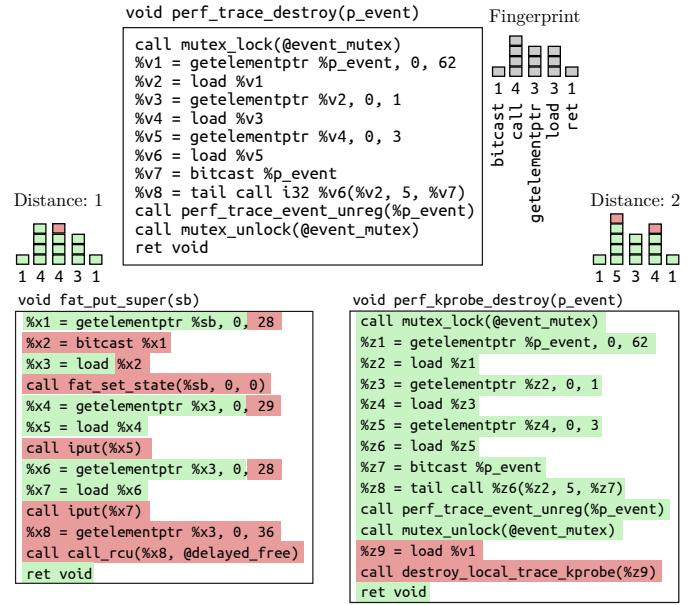 void perf_trace_destroy(p_event)
call mutex_lock(@event_mutex)
%v1 = getelementptr %p_event, 0, 62
%v2 = load %v1
%v3 = getelementptr %v2, 0, 1
%v4 = load %v3
%v5 = getelementptr %v4, 0, 3
%v6 = load %v5
%v7 = bitcast %p_event
%v8 = tail call i32 %v6(%v2, 5, %v7)
call perf_trace_event_unreg(%p_event)
call mutex_unlock(@event_mutex)
ret void
Fingerprint
1 4 3 3 1
bitcast
call
getelementptr
load
ret
Distance: 1
1 4 4 3 1
void fat_put_super(sb)
%x1 = getelementptr %sb, 0, 28
%x2 = bitcast %x1
%x3 = load %x2
call fat_set_state(%sb, 0, 0)
%x4 = getelementptr %x3, 0, 29
%x5 = load %x4
call iput(%x5)
%x6 = getelementptr %x3, 0, 28
%x7 = load %x6
call iput(%x7)
%x8 = getelementptr %x3, 0, 36
call call_rcu(%x8, @delayed_free)
ret void
Distance: 2
1 5 3 4 1
void perf_kprobe_destroy(p_event)
call mutex_lock(@event_mutex)
%z1 = getelementptr %p_event, 0, 62
%z2 = load %z1
%z3 = getelementptr %z2, 0, 1
%z4 = load %z3
%z5 = getelementptr %z4, 0, 3
%z6 = load %z5
%z7 = bitcast %p_event
%z8 = tail call %z6(%z2, 5, %z7)
call perf_trace_event_unreg(%p_event)
call mutex_unlock(@event_mutex)
%z9 = load %v1
call destroy_local_trace_kprobe(%z9)
ret void